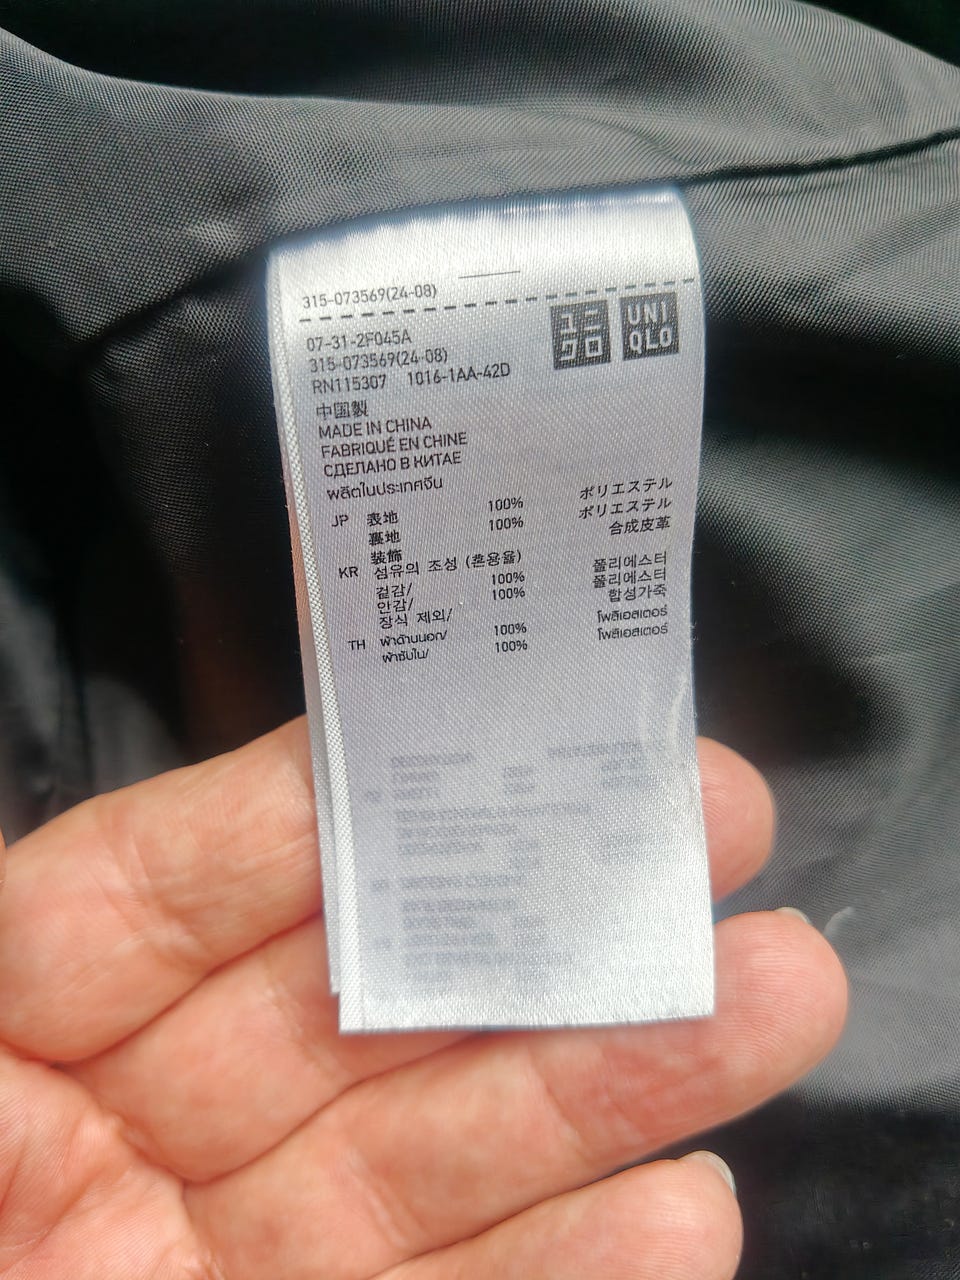 315-073569(24-08)
07-31-2F045A
315-073569(24-08)
RN115307 1016-1AA-42D
ユニ
クロ
UNI
QLO
中国製
MADE IN CHINA
FABRIQUÉ EN CHINE
СДЕЛАНО В КИТАЕ
ผลิตในประเทศจีน
JP 表地 100% ポリエステル
裏地 100% ポリエステル
装飾 合成皮革
KR 섬유의 조성 (혼용율)
겉감/ 100% 폴리에스터
안감/ 100% 폴리에스터
장식 제외/ 합성가죽
TH ผ้าด้านนอก/ 100% โพลิเอสเตอร์
ผ้าซับใน/ 100% โพลิเอสเตอร์